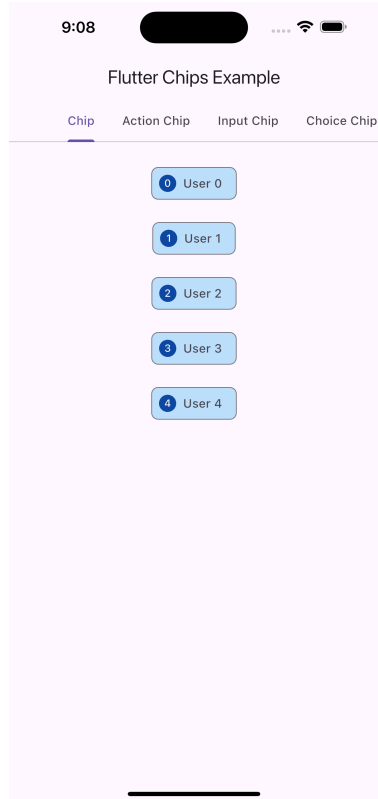 9:08
Flutter Chips Example
Chip Action Chip Input Chip Choice Chip
0 User 0
1 User 1
2 User 2
3 User 3
4 User 4